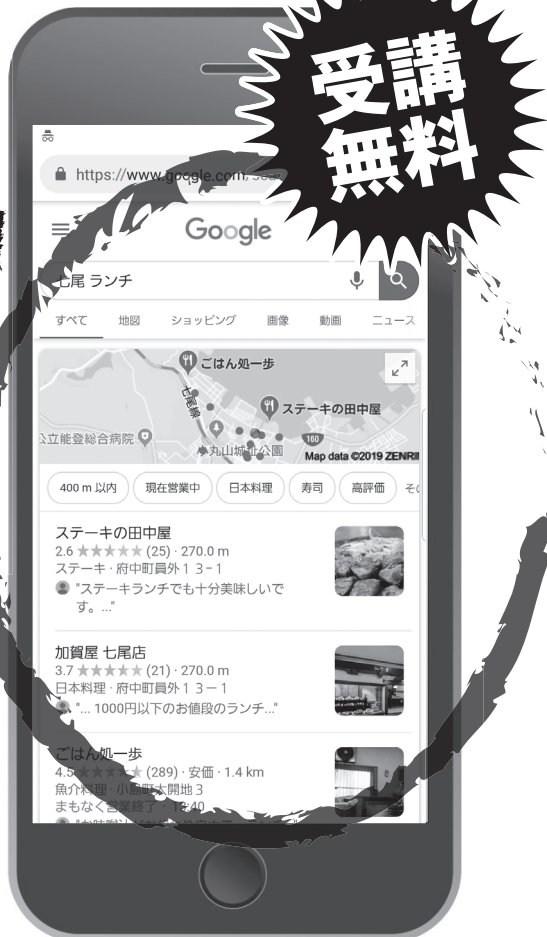 受講
無料
https://www.google.com/sea
Google
七尾 ランチ
すべて 地図 ショッピング 画像 動画 ニュース
ごはん処一歩
七尾線
ステーキの田中屋
公立能登総合病院
160
丸山城址公園
Map data ©2019 ZENRI
400 m 以内 現在営業中 日本料理 寿司 高評価 そ
ステーキの田中屋
2.6 ★★★★★ (25) · 270.0 m
ステーキ · 府中町員外１３−１
"ステーキランチでも十分美味しいで
す。..."
加賀屋 七尾店
3.7 ★★★★★ (21) · 270.0 m
日本料理 · 府中町員外１３－１
"... 1000円以下のお値段のランチ..."
ごはん処一歩
4.5 ★★★★★ (289) · 安価 · 1.4 km
魚介料理 · 小島町大開地３
まもなく営業終了 ·